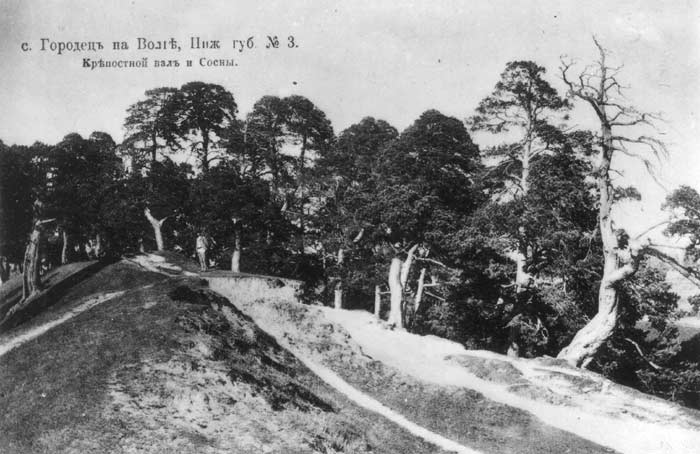 с. Городецъ на Волгѣ, Ниж губ. № 3.
Крѣпостной валъ и Сосны.